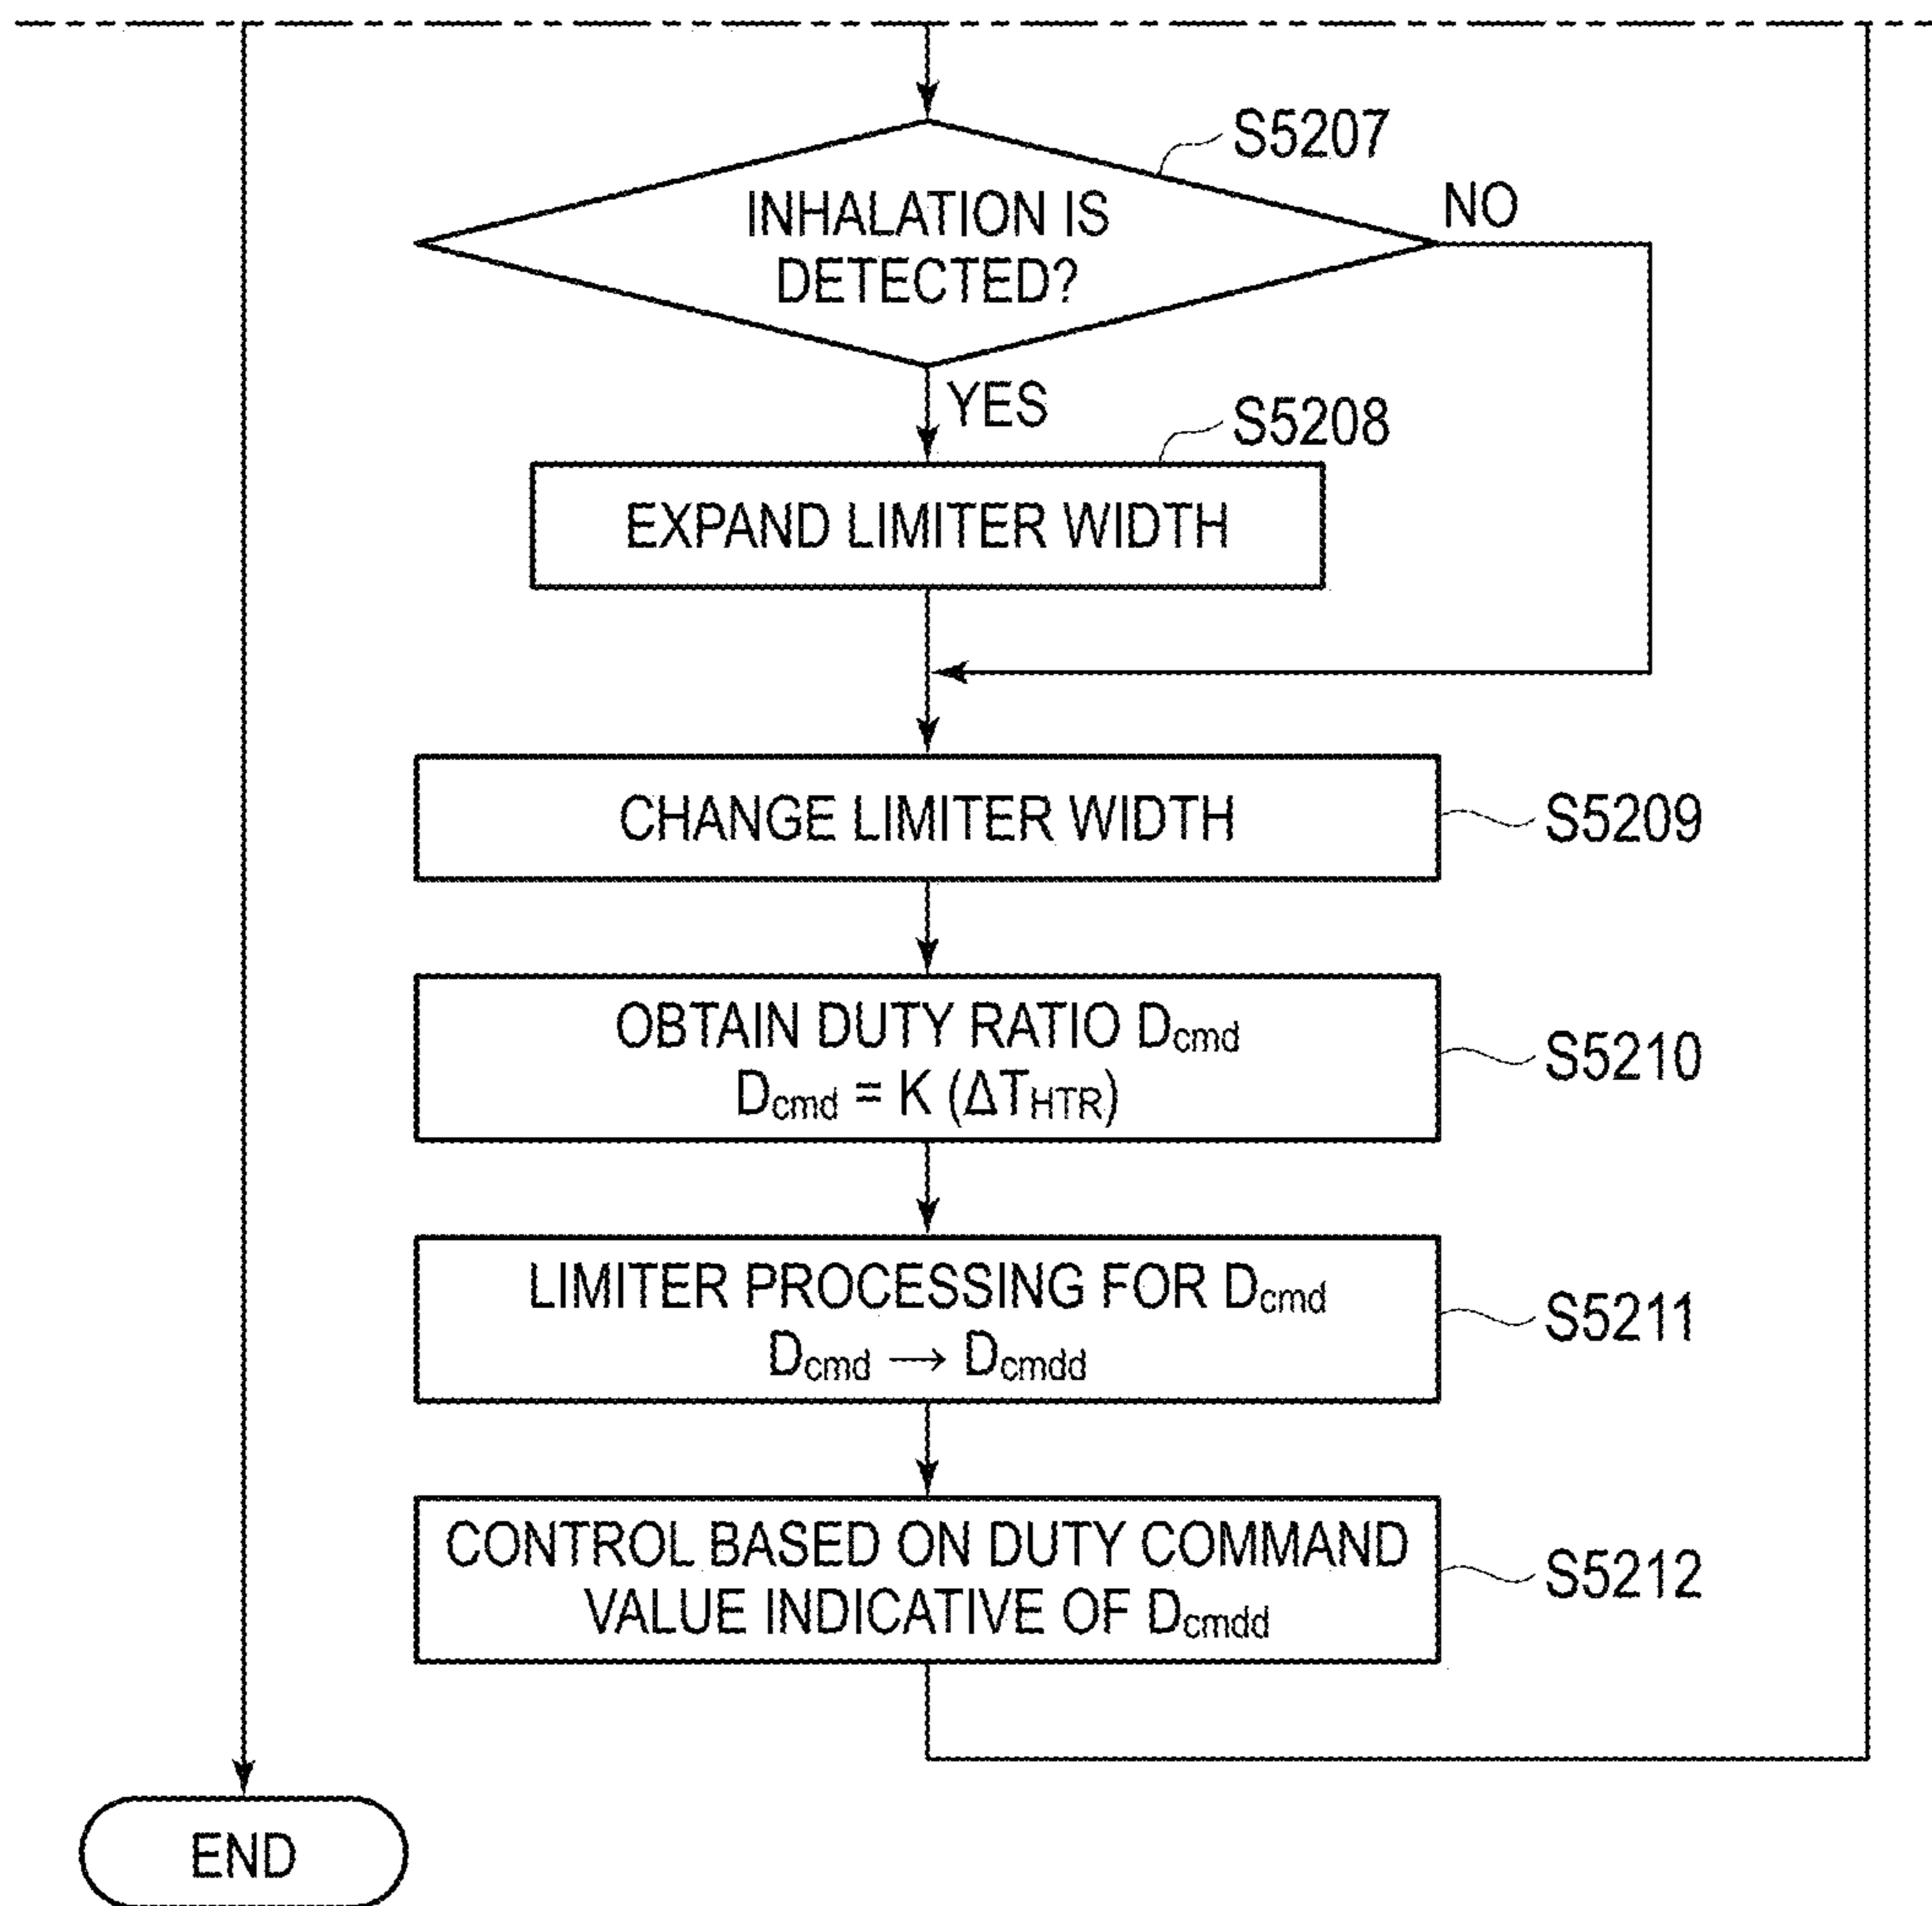 S5207
INHALATION IS
DETECTED?
NO
YES
S5208
EXPAND LIMITER WIDTH
CHANGE LIMITER WIDTH
S5209
OBTAIN DUTY RATIO Dcmd
Dcmd = K (ΔTHTR)
S5210
LIMITER PROCESSING FOR Dcmd
Dcmd → Dcmdd
S5211
CONTROL BASED ON DUTY COMMAND
VALUE INDICATIVE OF Dcmdd
S5212
END